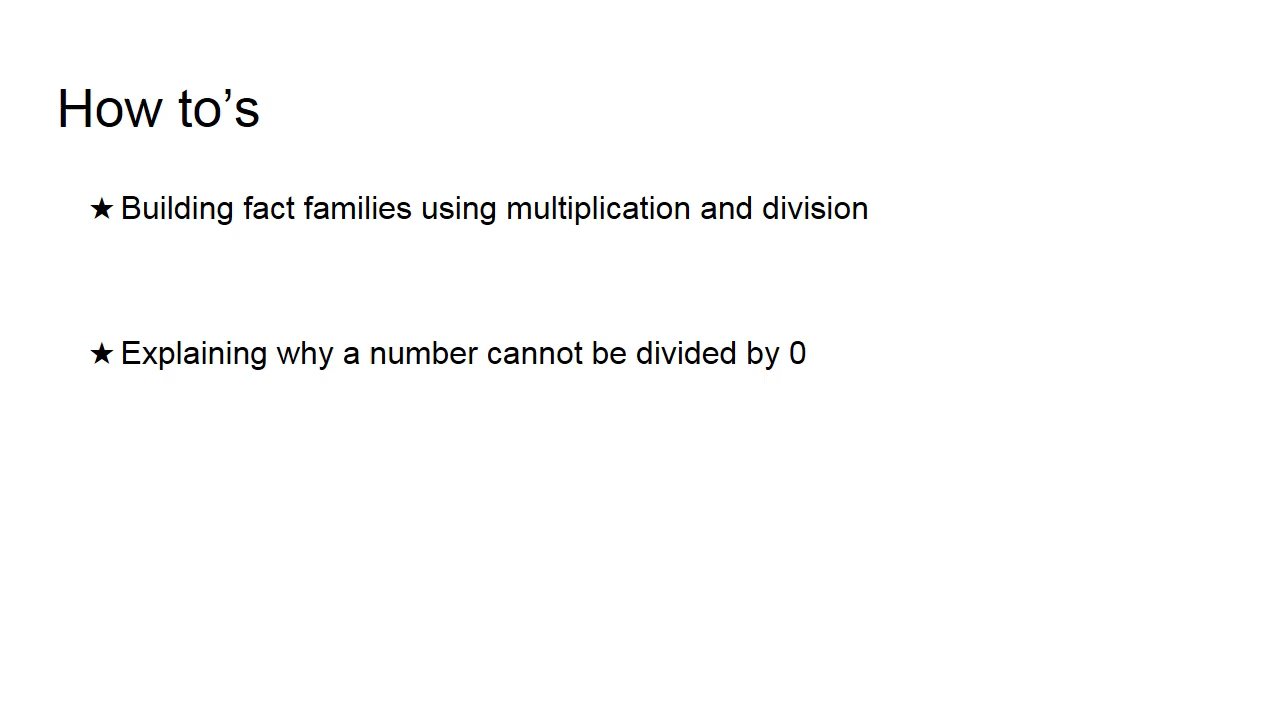 How to’s
★ Building fact families using multiplication and division
★ Explaining why a number cannot be divided by 0